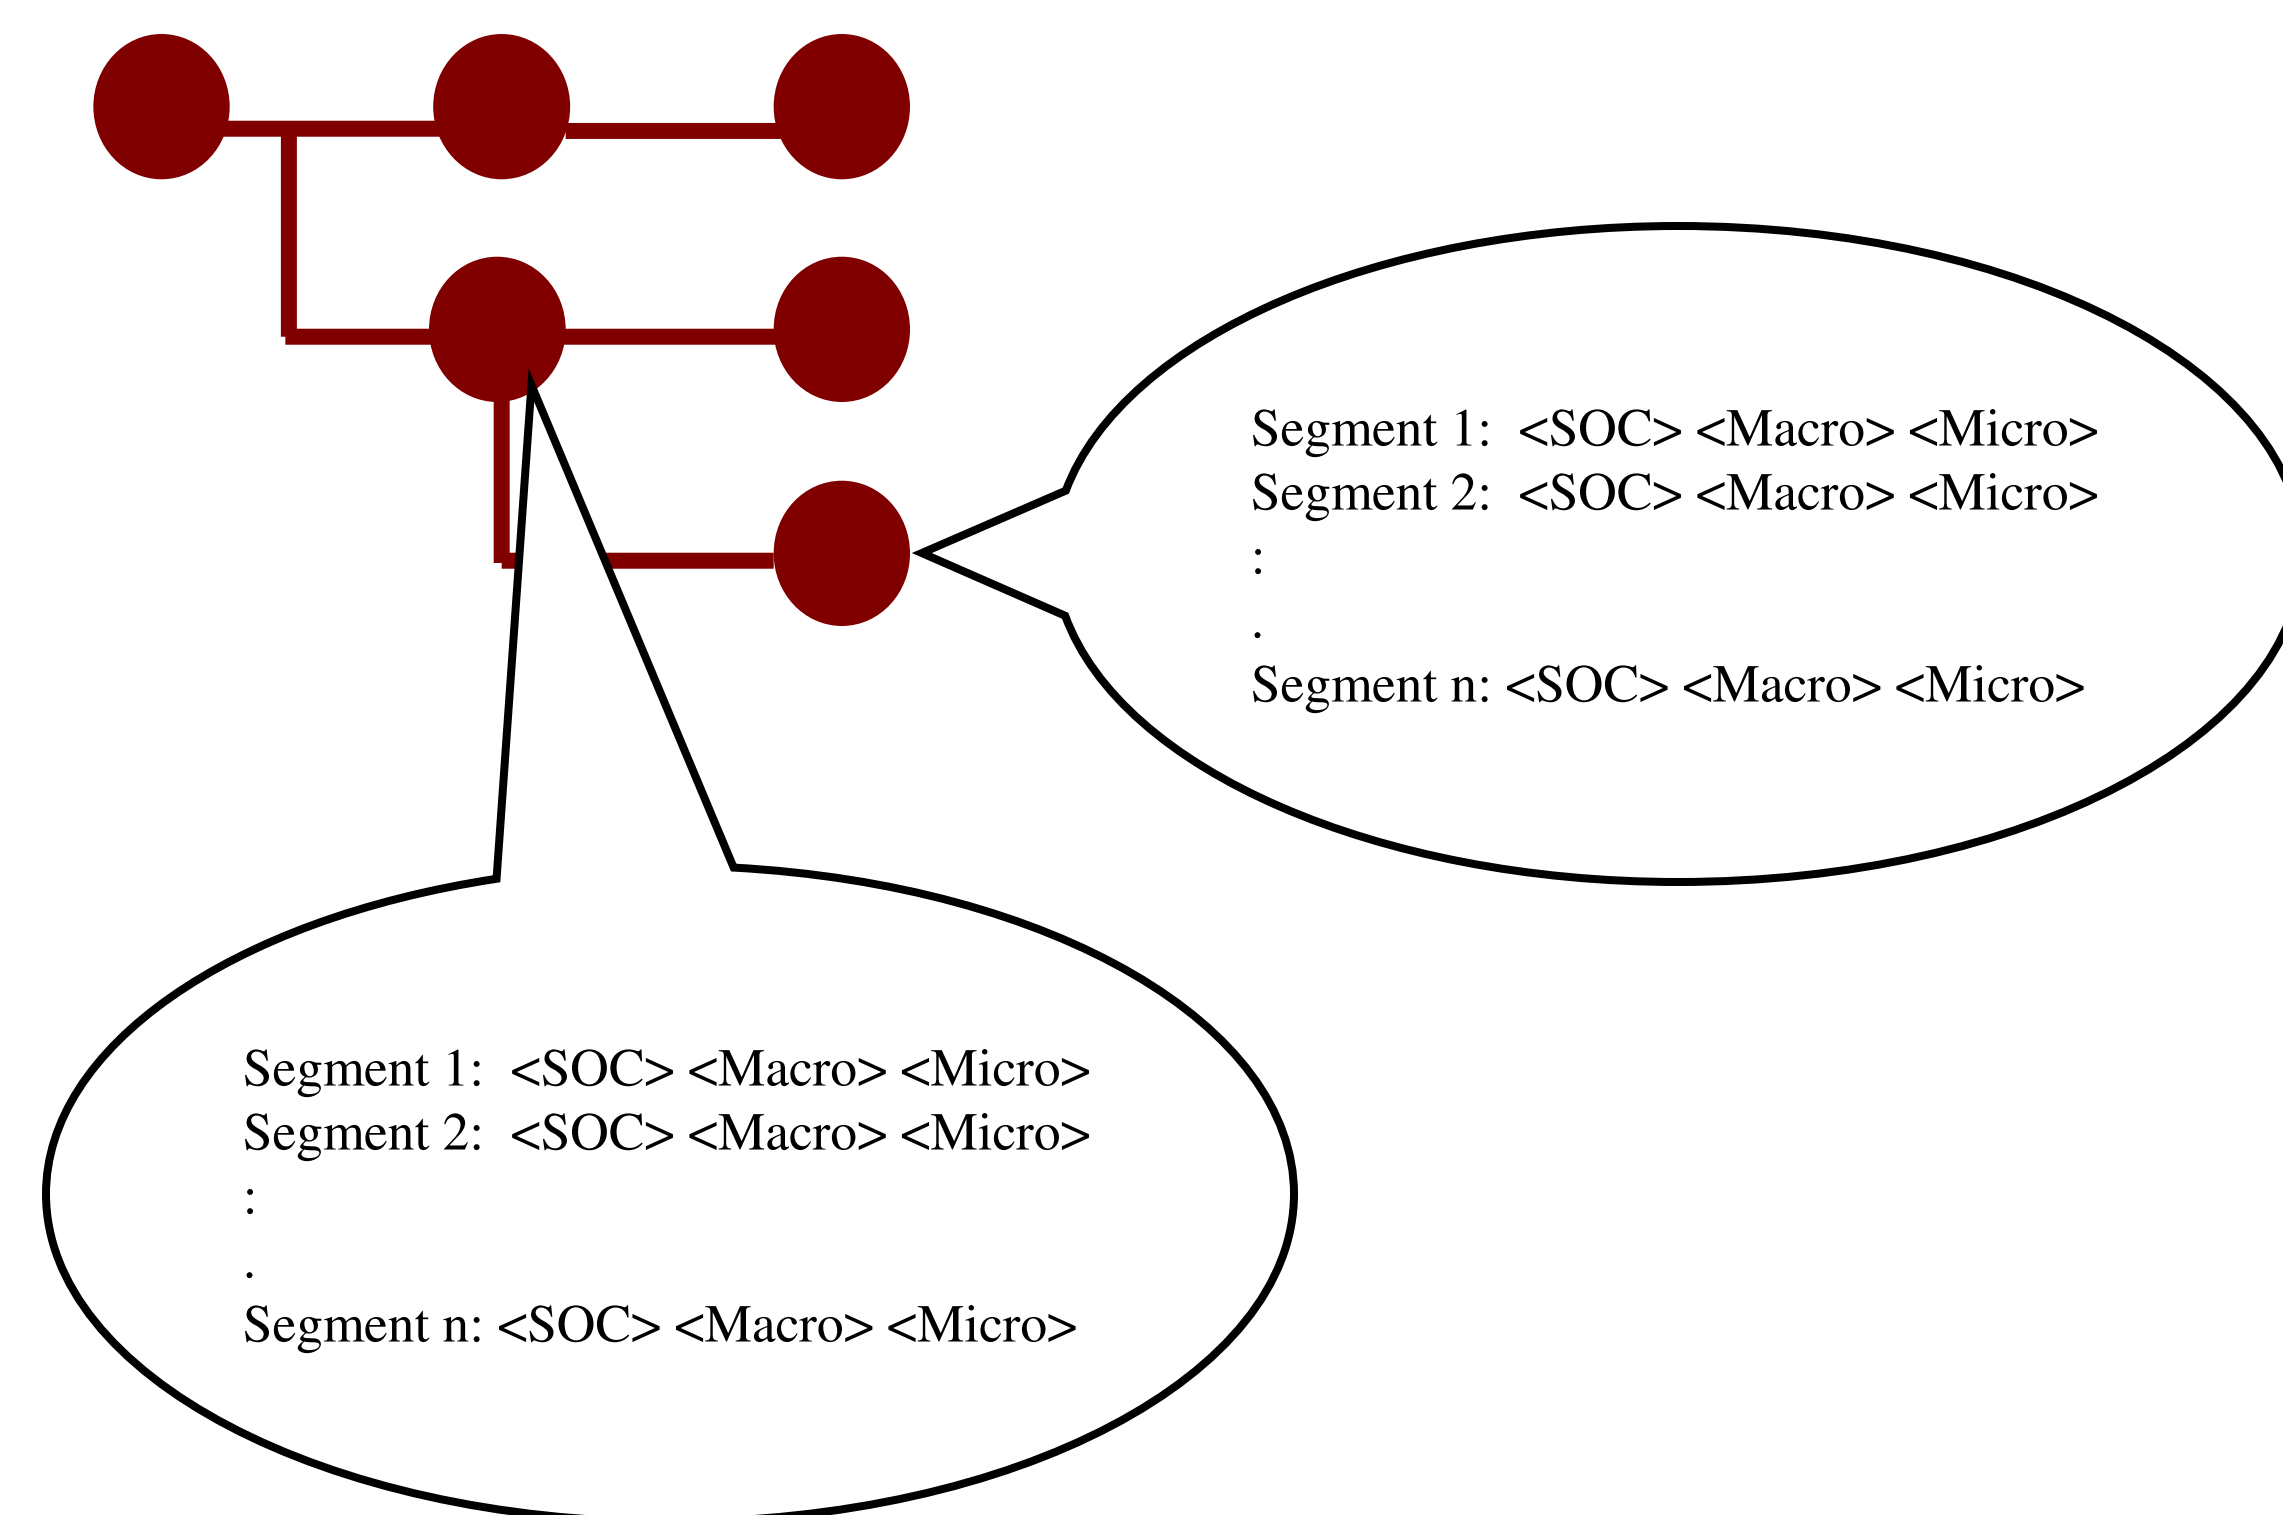 Segment 1:  <SOC> <Macro> <Micro>
Segment 2:  <SOC> <Macro> <Micro>
:
.
Segment n: <SOC> <Macro> <Micro>
Segment 1:  <SOC> <Macro> <Micro>
Segment 2:  <SOC> <Macro> <Micro>
:
.
Segment n: <SOC> <Macro> <Micro>